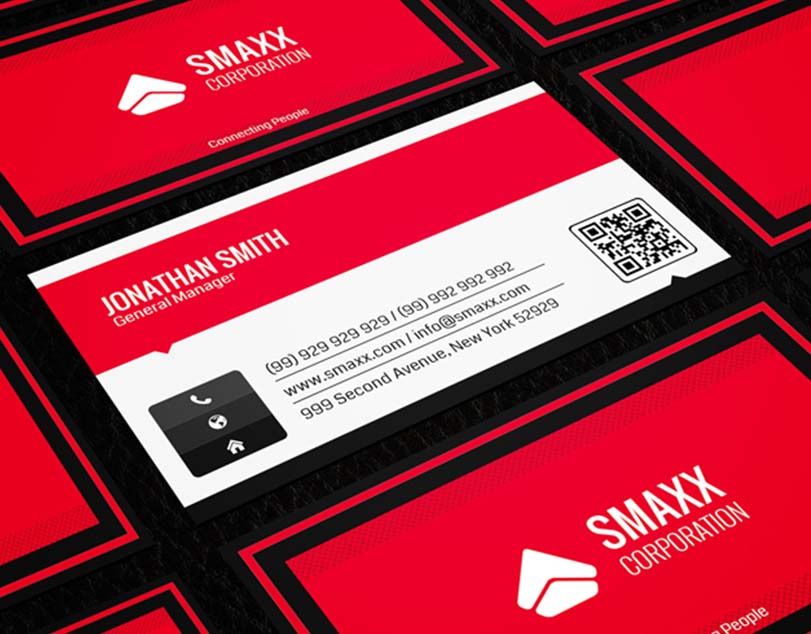 SMAXX
CORPORATION
Connecting People
JONATHAN SMITH
General Manager
(99) 929 929 929 / (99) 992 992 992
www.smaxx.com / info@smaxx.com
999 Second Avenue, New York 52929
SMAXX
CORPORATION
People